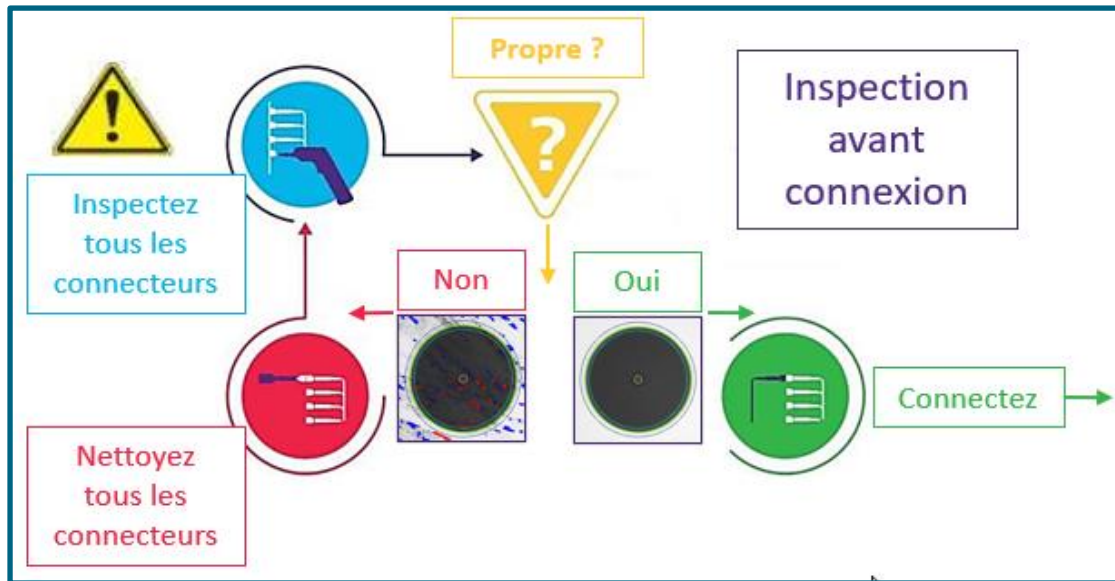 Propre ?
?
Inspection
avant
connexion
Inspectez
tous les
connecteurs
Non
Oui
Connectez
Nettoyez
tous les
connecteurs